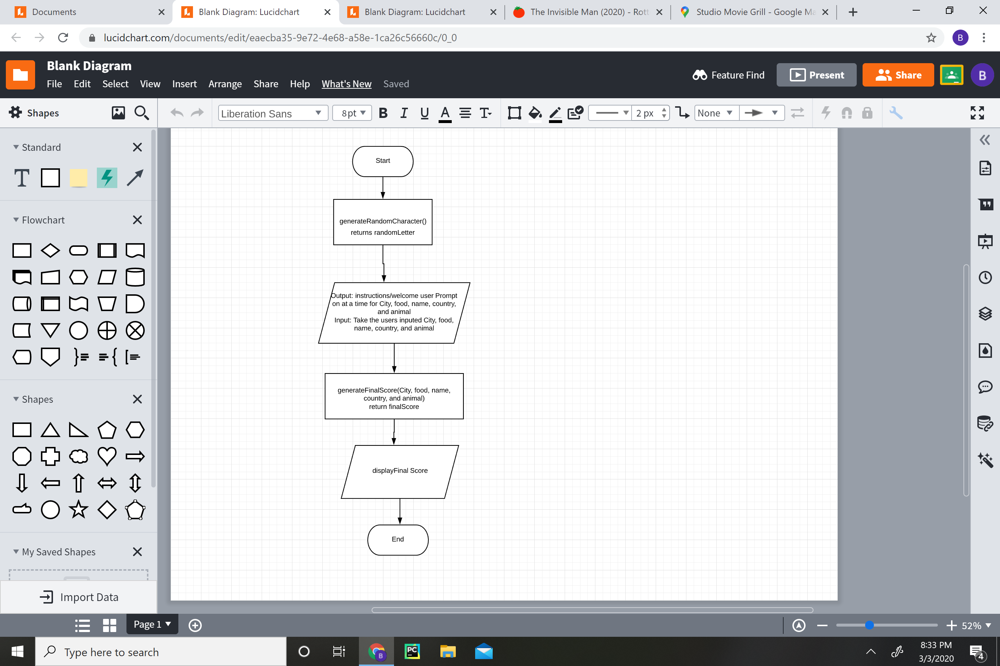 Documents
Blank Diagram: Lucidchart
Blank Diagram: Lucidchart
The Invisible Man (2020) - Rott
Studio Movie Grill - Google Ma
lucidchart.com/documents/edit/eaecba35-9e72-4e68-a58e-1ca26c56660c/0_0
B
Blank Diagram
File Edit Select View Insert Arrange Share Help What's New Saved
Feature Find
Present
Share
B
Shapes
Liberation Sans
8 pt
B I U A T
2 px
None
Standard
T
Flowchart
Shapes
My Saved Shapes
Import Data
Start
generateRandomCharacter()
returns randomLetter
Output: instructions/welcome user Prompt
on at a time for City, food, name, country,
and animal
Input: Take the users inputed City, food,
name, country, and animal
generateFinalScore(City, food, name,
country, and animal)
return finalScore
displayFinal Score
End
Page 1
52%
Type here to search
B
PC
8:33 PM
3/3/2020
4